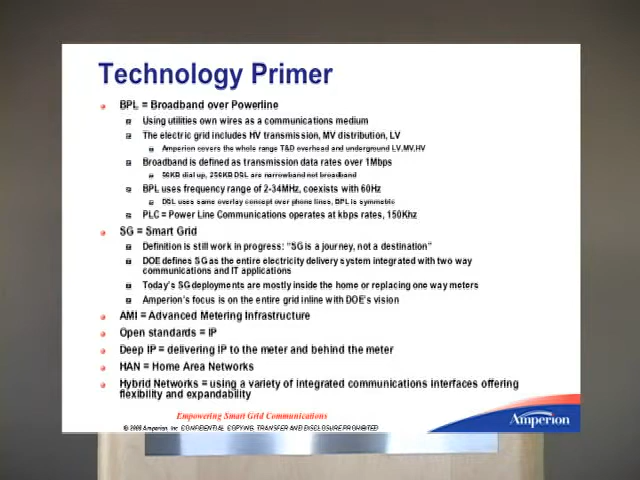 Technology Primer
BPL = Broadband over Powerline
Using utilities own wires as a communications medium
The electric grid includes HV transmission, MV distribution, LV
Amperion covers the whole range T&D overhead and underground LV,MV,HV
Broadband is defined as transmission data rates over 1Mbps
56KB dial up, 256KB DSL are narrowband not broadband
BPL uses frequency range of 2-34MHz, coexists with 60Hz
DSL uses same overlay concept over phone lines, BPL is symmetric
PLC = Power Line Communications operates at kbps rates, 150Khz
SG = Smart Grid
Definition is still work in progress: “SG is a journey, not a destination”
DOE defines SG as the entire electricity delivery system integrated with two way
communications and IT applications
Today’s SG deployments are mostly inside the home or replacing one way meters
Amperion’s focus is on the entire grid inline with DOE’s vision
AMI = Advanced Metering Infrastructure
Open standards = IP
Deep IP = delivering IP to the meter and behind the meter
HAN = Home Area Networks
Hybrid Networks = using a variety of integrated communications interfaces offering
flexibility and expandability
Empowering Smart Grid Communications
Amperion
Amperion, Inc CONFIDENTIAL. COPYING, TRANSFER AND DISCLOSURE PROHIBITED